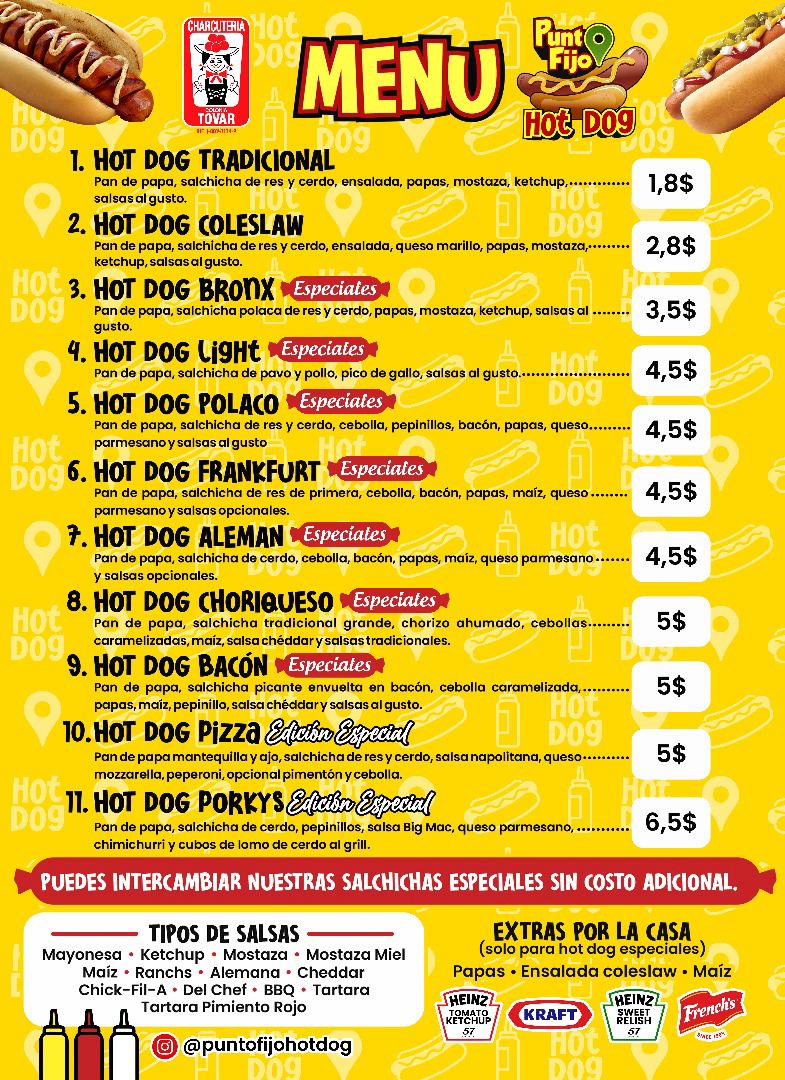 CHARCUTERÍA
COLONIA
TOVAR
MENU
Punto
Fijo
Hot Dog
1. HOT DOG TRADICIONAL
Pan de papa, salchicha de res y cerdo, ensalada, papas, mostaza, ketchup,............. 1,8$
salsas al gusto.
2. HOT DOG COLESLAW
Pan de papa, salchicha de res y cerdo, ensalada, queso marillo, papas, mostaza,......... 2,8$
ketchup, salsas al gusto.
3. HOT DOG BRONX Especiales
Pan de papa, salchicha polaca de res y cerdo, papas, mostaza, ketchup, salsas al ........ 3,5$
gusto.
4. HOT DOG LIGHT Especiales
Pan de papa, salchicha de pavo y pollo, pico de gallo, salsas al gusto....................... 4,5$
5. HOT DOG POLACO Especiales
Pan de papa, salchicha de res y cerdo, cebolla, pepinillos, bacón, papas, queso......... 4,5$
parmesano y salsas al gusto
6. HOT DOG FRANKFURT Especiales
Pan de papa, salchicha de res de primera, cebolla, bacón, papas, maíz, queso ........ 4,5$
parmesano y salsas opcionales.
7. HOT DOG ALEMAN Especiales
Pan de papa, salchicha de cerdo, cebolla, bacón, papas, maíz, queso parmesano ....... 4,5$
y salsas opcionales.
8. HOT DOG CHORIQUESO Especiales
Pan de papa, salchicha tradicional grande, chorizo ahumado, cebollas......... 5$
caramelizadas, maíz, salsa chéddar y salsas tradicionales.
9. HOT DOG BACÓN Especiales
Pan de papa, salchicha picante envuelta en bacón, cebolla caramelizada,.......... 5$
papas, maíz, pepinillo, salsa chéddar y salsas al gusto.
10. HOT DOG Pizza Edición Especial
Pan de papa mantequilla y ajo, salchicha de res y cerdo, salsa napolitana, queso.......... 5$
mozzarella, peperoni, opcional pimentón y cebolla.
11. HOT DOG PORKYS Edición Especial
Pan de papa, salchicha de cerdo, pepinillos, salsa Big Mac, queso parmesano, ........... 6,5$
chimichurri y cubos de lomo de cerdo al grill.
PUEDES INTERCAMBIAR NUESTRAS SALCHICHAS ESPECIALES SIN COSTO ADICIONAL.
TIPOS DE SALSAS
Mayonesa • Ketchup • Mostaza • Mostaza Miel
Maíz • Ranchs • Alemana • Cheddar
Chick-Fil-A • Del Chef • BBQ • Tartara
Tartara Pimiento Rojo
@puntofijohotdog
EXTRAS POR LA CASA
(solo para hot dog especiales)
Papas • Ensalada coleslaw • Maíz
HEINZ
TOMATO
KETCHUP
57
KRAFT
HEINZ
SWEET
RELISH
57
French's